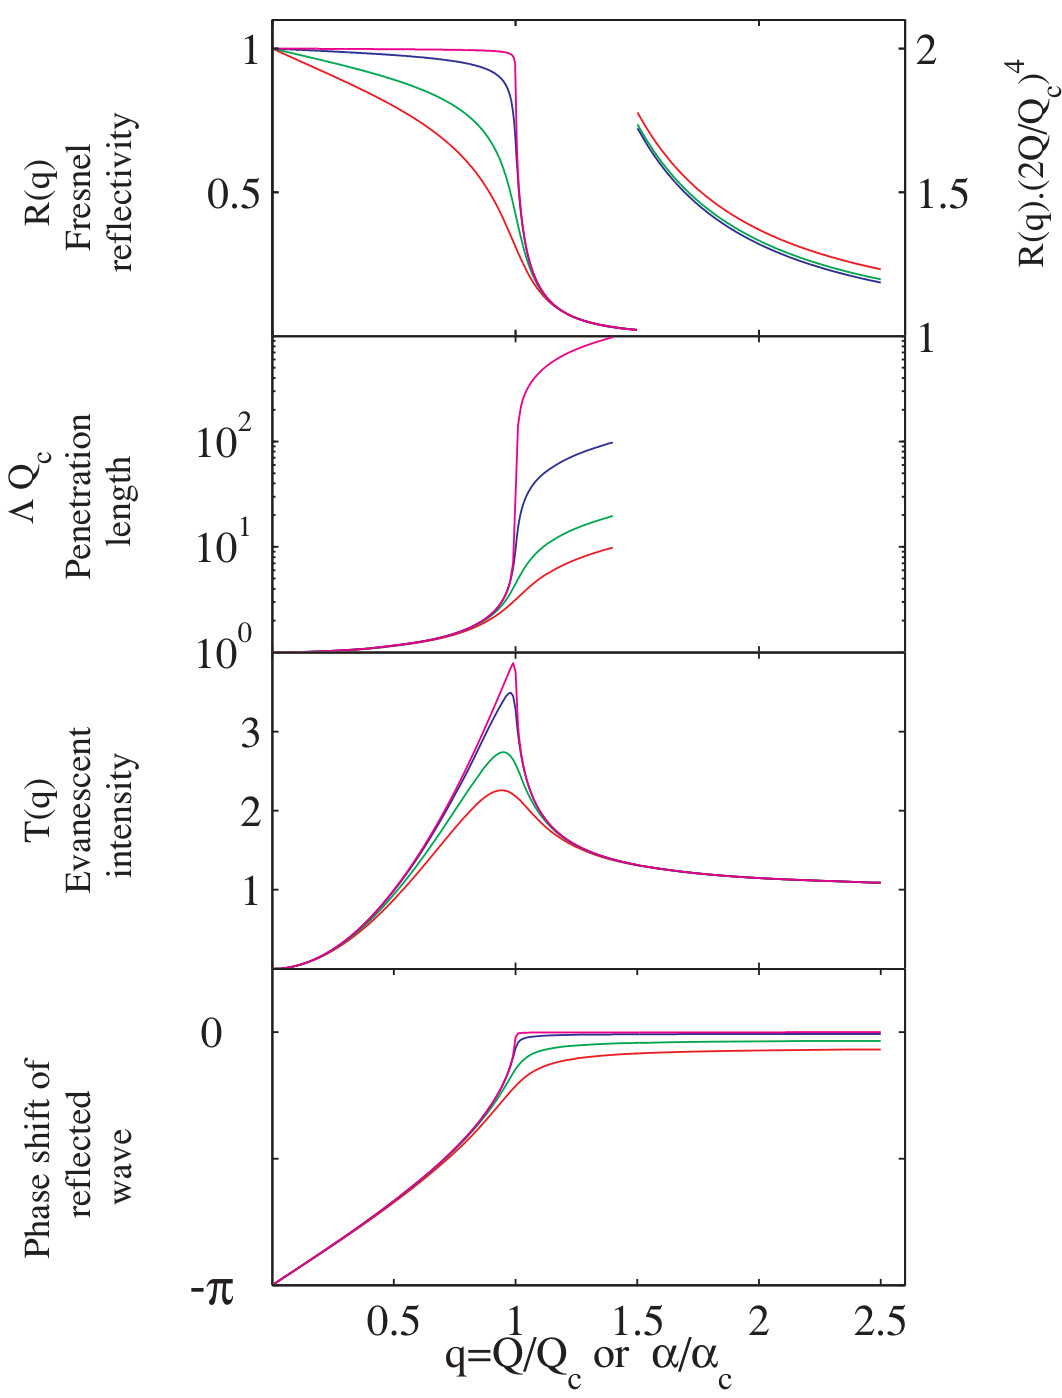 R(q)
Fresnel
reflectivity
1
0.5
2
1.5
1
R(q).(2Q/Q_c)^4
Λ Q_c
Penetration
length
10^2
10^1
10^0
T(q)
Evanescent
intensity
3
2
1
Phase shift of
reflected
wave
0
-π
0.5 1 1.5 2 2.5
q=Q/Q_c or α/α_c